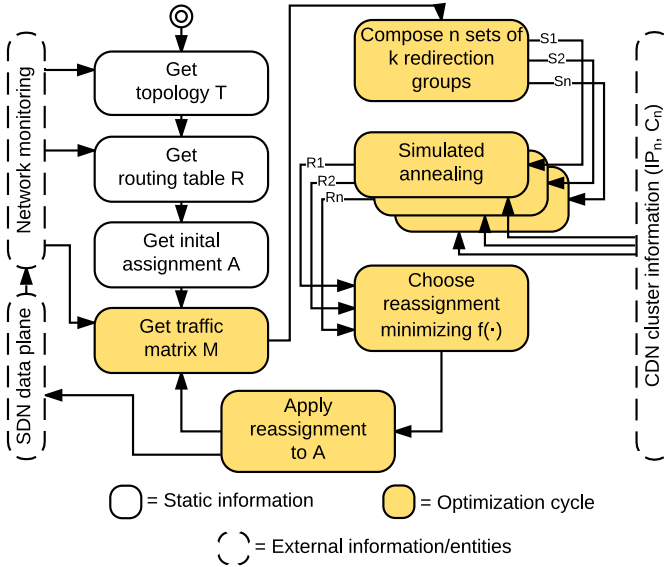 Network monitoring
SDN data plane
Get
topology T
Get
routing table R
Get inital
assignment A
Get traffic
matrix M
Compose n sets of
k redirection
groups
S1
S2
Sn
Simulated
annealing
R1
R2
Rn
Choose
reassignment
minimizing f(·)
Apply
reassignment
to A
CDN cluster information (IPₙ, Cₙ)
= Static information
= Optimization cycle
= External information/entities